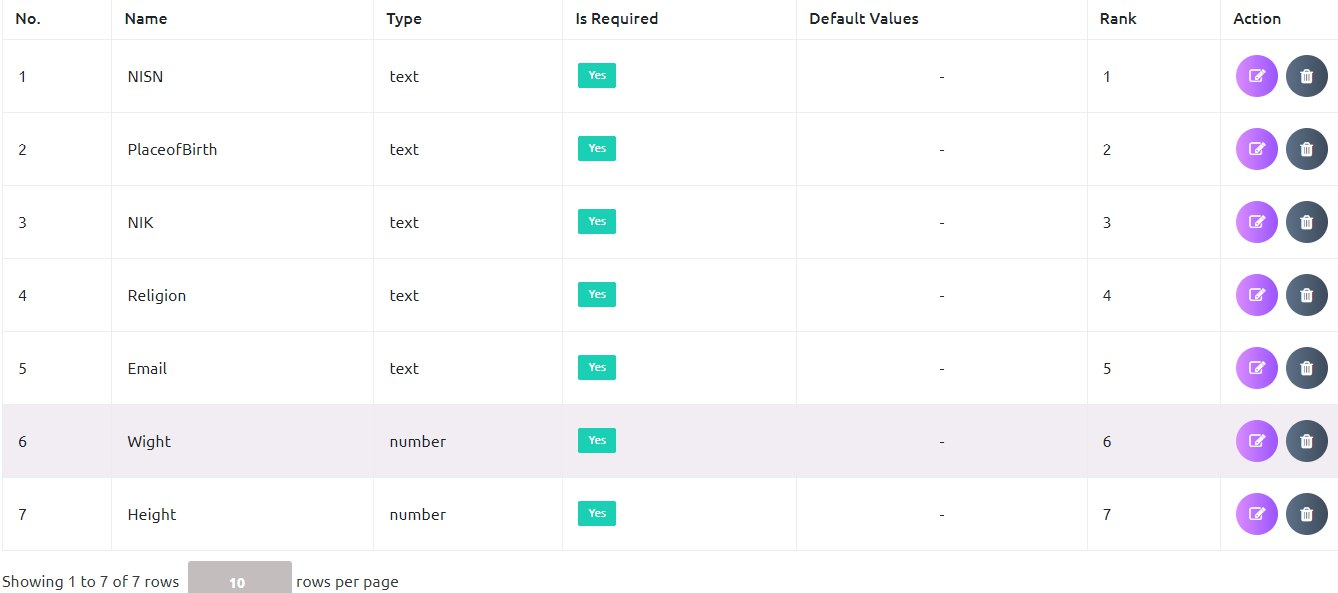 No. Name Type Is Required Default Values Rank Action
1 NISN text Yes - 1
2 PlaceofBirth text Yes - 2
3 NIK text Yes - 3
4 Religion text Yes - 4
5 Email text Yes - 5
6 Wight number Yes - 6
7 Height number Yes - 7
Showing 1 to 7 of 7 rows 10 rows per page